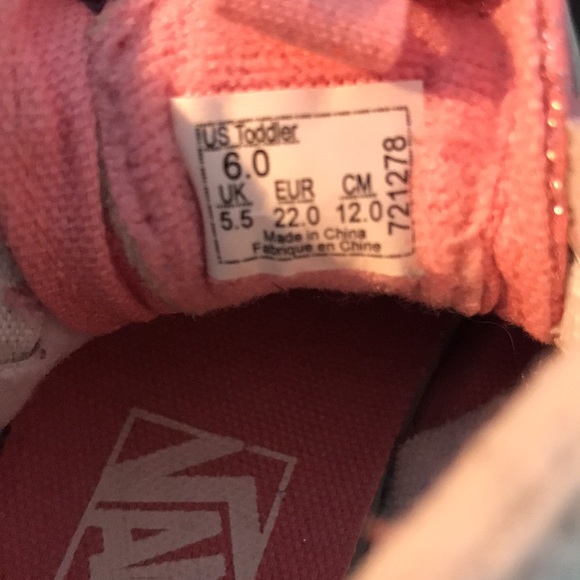 US Toddler
6.0
UK EUR CM
5.5 22.0 12.0
Made in China
Fabrique en Chine
721278